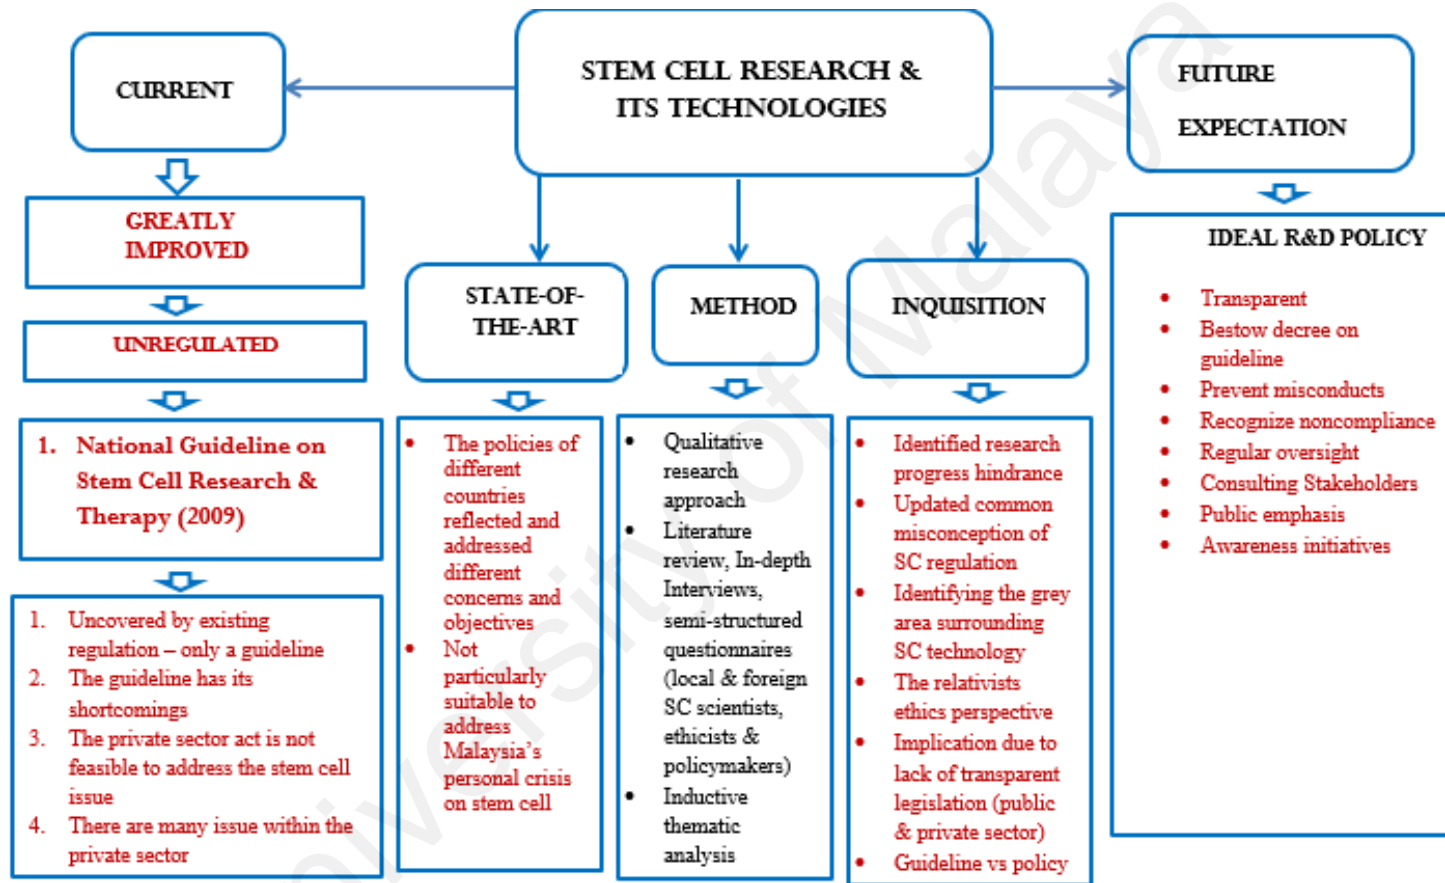 STEM CELL RESEARCH &
ITS TECHNOLOGIES
CURRENT
GREATLY
IMPROVED
UNREGULATED
1. National Guideline on
Stem Cell Research &
Therapy (2009)
1. Uncovered by existing
regulation – only a guideline
2. The guideline has its
shortcomings
3. The private sector act is not
feasible to address the stem cell
issue
4. There are many issue within the
private sector
STATE-OF-
THE-ART
• The policies of
different
countries
reflected and
addressed
different
concerns and
objectives
• Not
particularly
suitable to
address
Malaysia's
personal crisis
on stem cell
METHOD
• Qualitative
research
approach
• Literature
review, In-depth
Interviews,
semi-structured
questionnaires
(local & foreign
SC scientists,
ethicists &
policymakers)
• Inductive
thematic
analysis
INQUISITION
• Identified research
progress hindrance
• Updated common
misconception of
SC regulation
• Identifying the grey
area surrounding
SC technology
• The relativists
ethics perspective
• Implication due to
lack of transparent
legislation (public
& private sector)
• Guideline vs policy
FUTURE
EXPECTATION
IDEAL R&D POLICY
• Transparent
• Bestow decree on
guideline
• Prevent misconducts
• Recognize noncompliance
• Regular oversight
• Consulting Stakeholders
• Public emphasis
• Awareness initiatives
niversity of Malaya